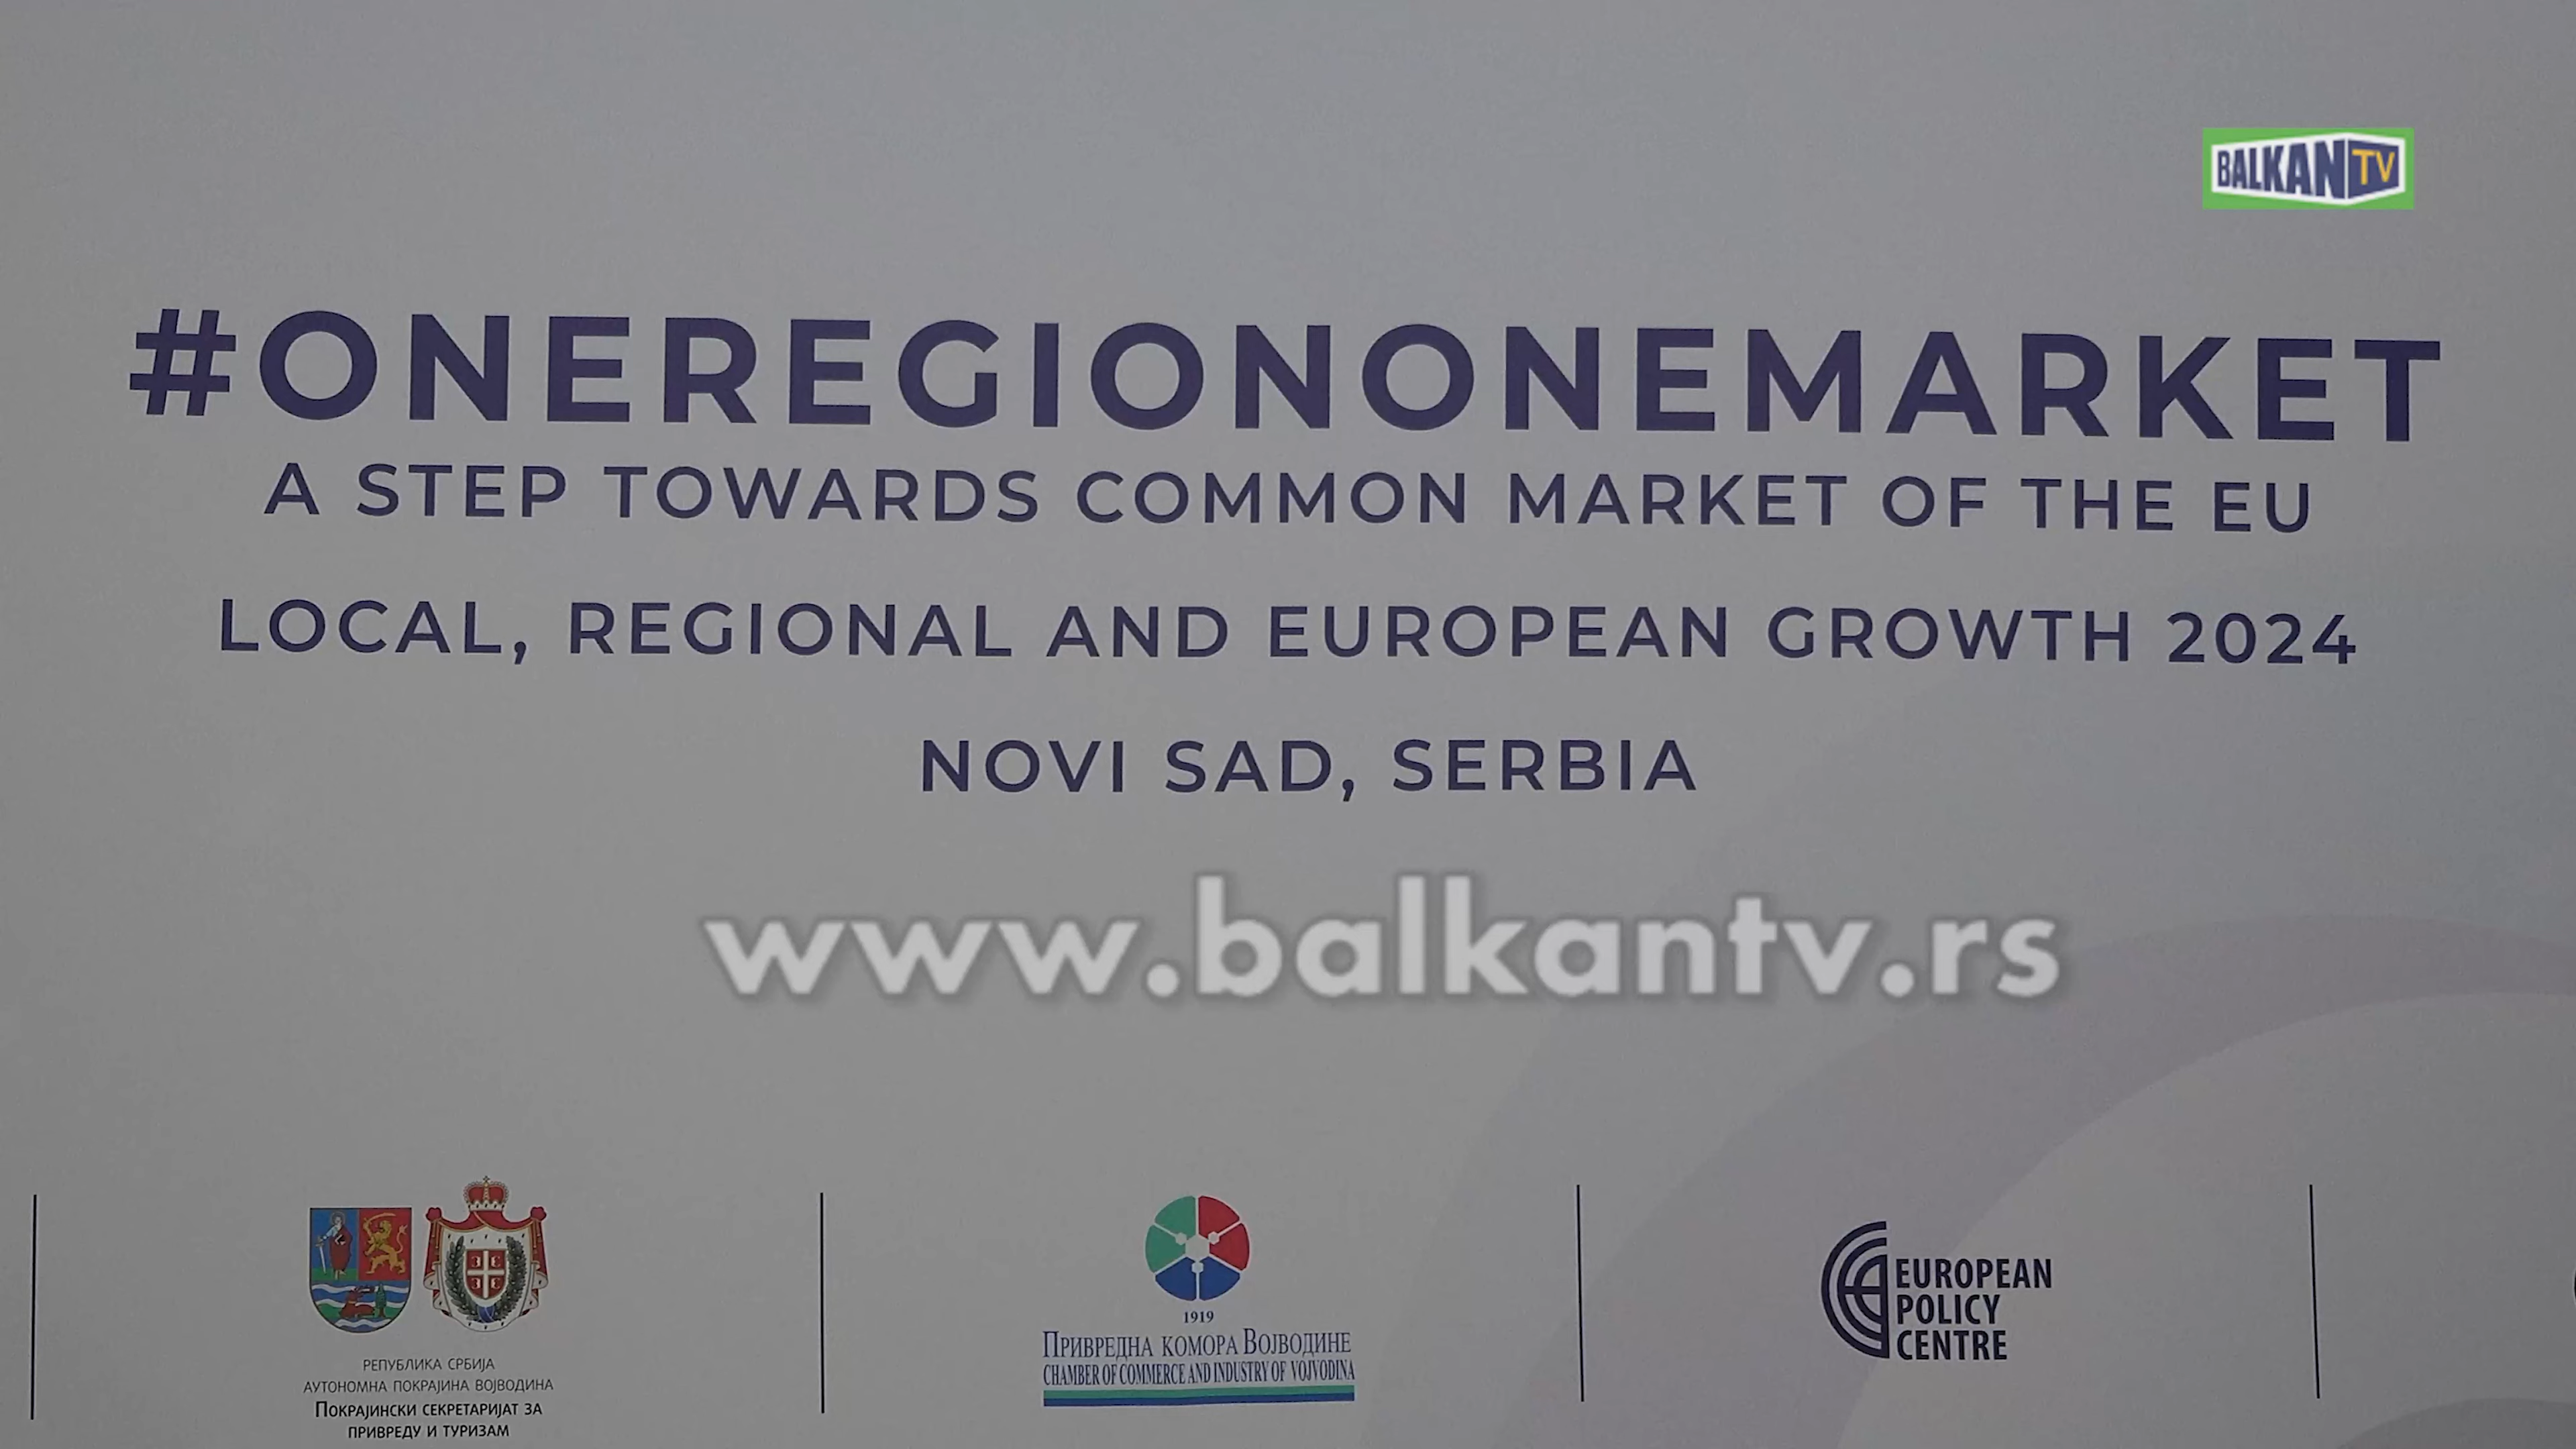 BALKAN TV
#ONEREGIONONEMARKET
A STEP TOWARDS COMMON MARKET OF THE EU
LOCAL, REGIONAL AND EUROPEAN GROWTH 2024
NOVI SAD, SERBIA
www.balkantv.rs
РЕПУБЛИКА СРБИЈА
АУТОНОМНА ПОКРАЈИНА ВОЈВОДИНА
ПОКРАЈИНСКИ СЕКРЕТАРИЈАТ ЗА
ПРИВРЕДУ И ТУРИЗАМ
1919
ПРИВРЕДНА КОМОРА ВОЈВОДИНЕ
CHAMBER OF COMMERCE AND INDUSTRY OF VOJVODINA
EUROPEAN
POLICY
CENTRE